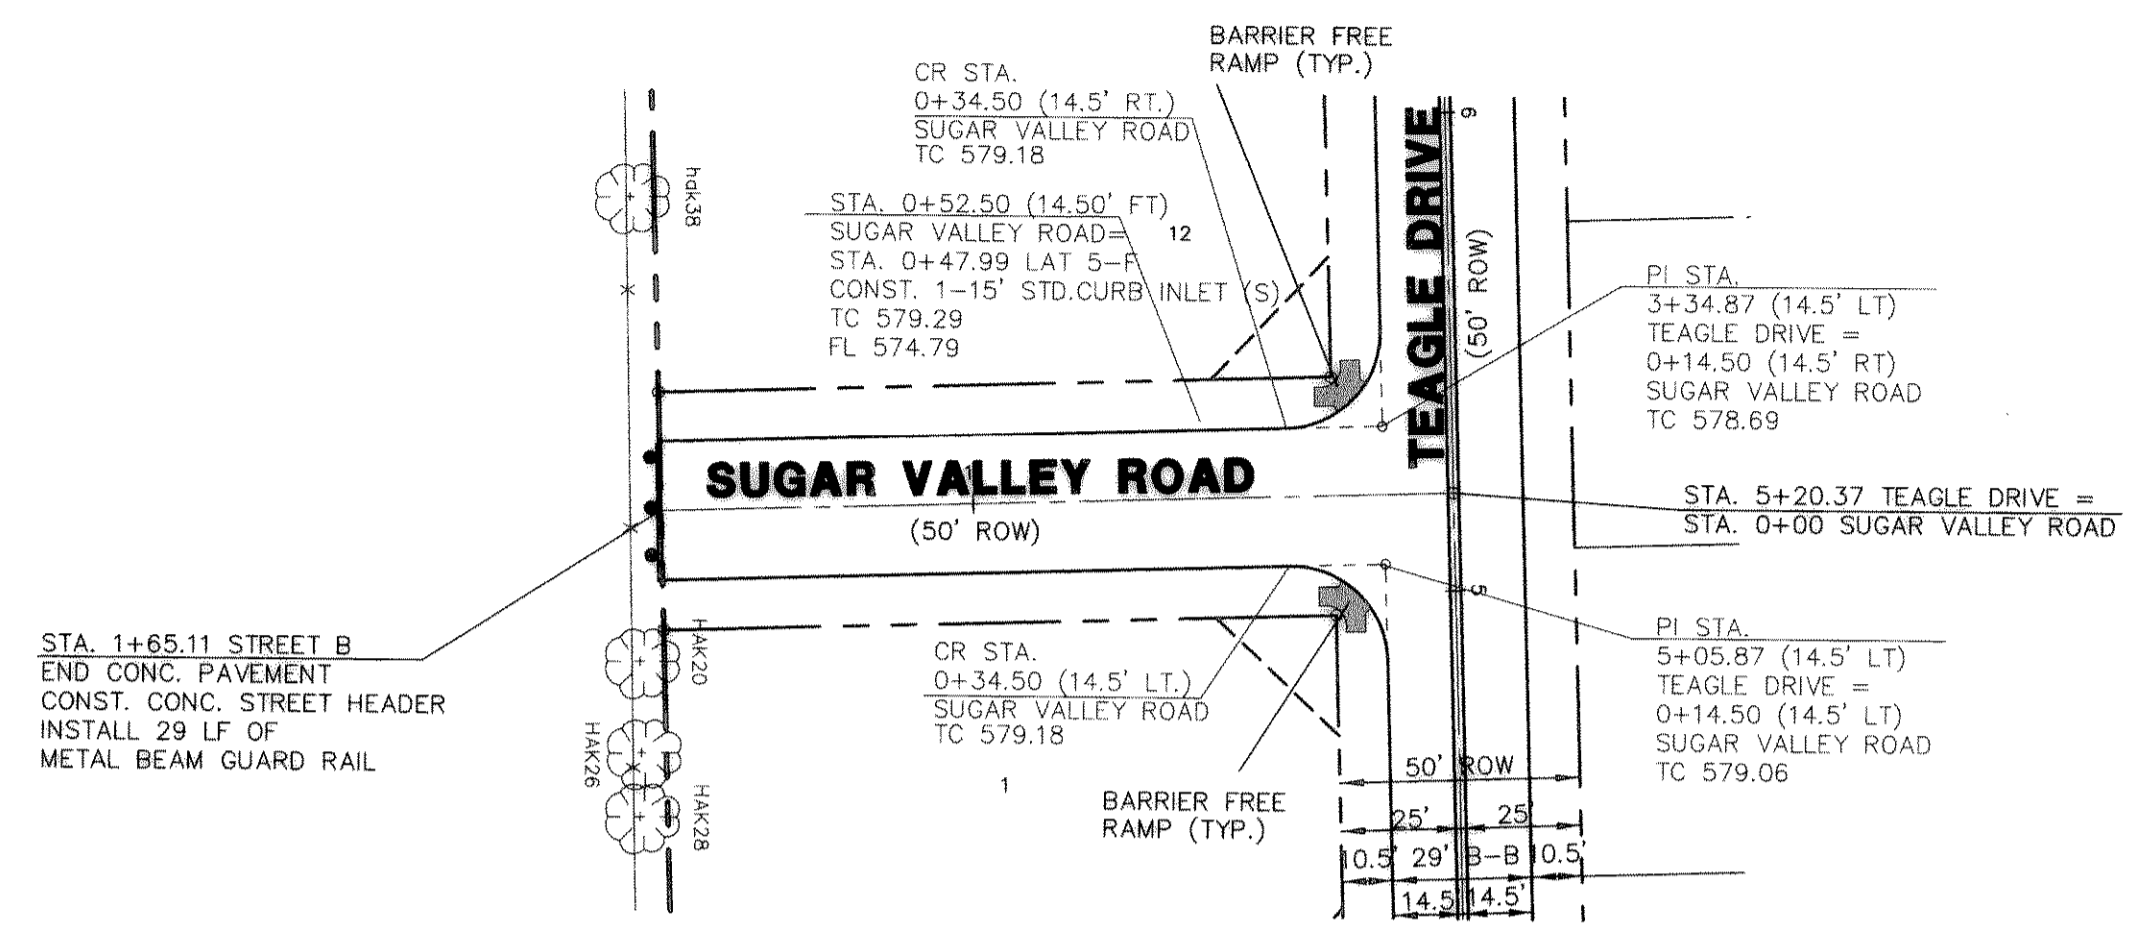 BARRIER FREE
RAMP (TYP.)
CR STA.
0+34.50 (14.5' RT.)
SUGAR VALLEY ROAD
TC 579.18
STA. 0+52.50 (14.50' FT)
SUGAR VALLEY ROAD=
STA. 0+47.99 LAT 5-F
CONST. 1-15' STD.CURB INLET (S)
TC 579.29
FL 574.79
12
hak38
TEAGLE DRIVE
(50' ROW)
6
PI STA.
3+34.87 (14.5' LT)
TEAGLE DRIVE =
0+14.50 (14.5' RT)
SUGAR VALLEY ROAD
TC 578.69
SUGAR VALLEY ROAD
1
(50' ROW)
STA. 5+20.37 TEAGLE DRIVE =
STA. 0+00 SUGAR VALLEY ROAD
5
STA. 1+65.11 STREET B
END CONC. PAVEMENT
CONST. CONC. STREET HEADER
INSTALL 29 LF OF
METAL BEAM GUARD RAIL
HAK20
HAK26
HAK28
CR STA.
0+34.50 (14.5' LT.)
SUGAR VALLEY ROAD
TC 579.18
1
BARRIER FREE
RAMP (TYP.)
PI STA.
5+05.87 (14.5' LT)
TEAGLE DRIVE =
0+14.50 (14.5' LT)
SUGAR VALLEY ROAD
TC 579.06
50' ROW
25' 25'
10.5' 29' B-B 10.5'
14.5' 14.5'